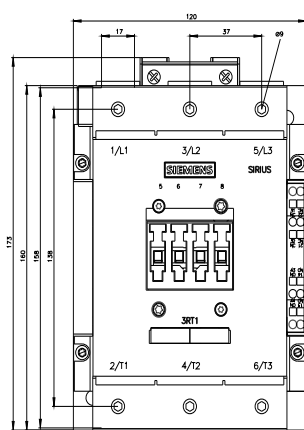 120
17 37 ø9
1/L1 3/L2 5/L3
SIEMENS SIRIUS
5 6 7 8
173
160
158
138
3RT1
2/T1 4/T2 6/T3